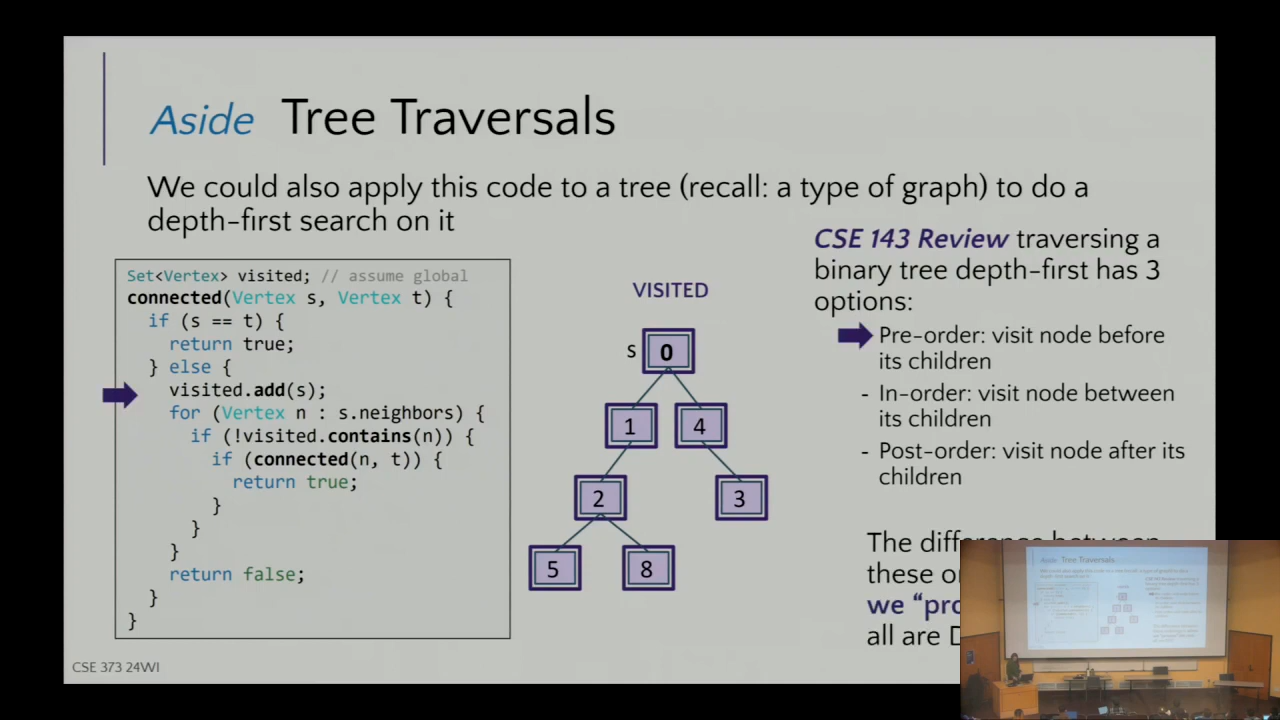 Aside Tree Traversals
We could also apply this code to a tree (recall: a type of graph) to do a
depth-first search on it
Set<Vertex> visited; // assume global
connected(Vertex s, Vertex t) {
if (s == t) {
return true;
} else {
visited.add(s);
for (Vertex n : s.neighbors) {
if (!visited.contains(n)) {
if (connected(n, t)) {
return true;
}
}
}
return false;
}
}
VISITED
s 0
1 4
2 3
5 8
CSE 143 Review traversing a
binary tree depth-first has 3
options:
Pre-order: visit node before
its children
- In-order: visit node between
its children
- Post-order: visit node after its
children
The difference between
these
we
all are
CSE 373 24WI
Aside Tree Traversals